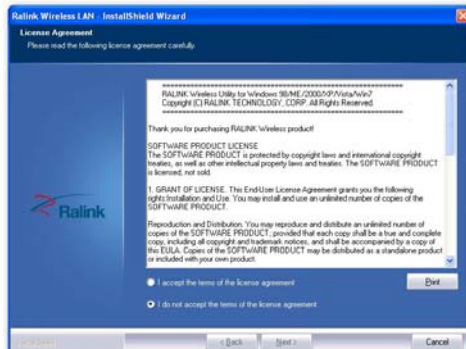 Ralink Wireless LAN - InstallShield Wizard
License Agreement
Please read the following license agreement carefully.
RALINK Wireless Utility for Windows 98/ME/2000/XP/Vista/Win7
Copyright (C) RALINK TECHNOLOGY, CORP. All Rights Reserved.
Thank you for purchasing RALINK Wireless product!
SOFTWARE PRODUCT LICENSE
The SOFTWARE PRODUCT is protected by copyright laws and international copyright
treaties, as well as other intellectual property laws and treaties. The SOFTWARE PRODUCT
is licensed, not sold.
1. GRANT OF LICENSE. This End-User License Agreement grants you the following
rights:Installation and Use. You may install and use an unlimited number of copies of the
SOFTWARE PRODUCT.
Reproduction and Distribution. You may reproduce and distribute an unlimited number of
copies of the SOFTWARE PRODUCT; provided that each copy shall be a true and complete
copy, including all copyright and trademark notices, and shall be accompanied by a copy of
this EULA. Copies of the SOFTWARE PRODUCT may be distributed as a standalone product
or included with your own product.
Ralink
I accept the terms of the license agreement
Print
I do not accept the terms of the license agreement
InstallShield
< Back
Next >
Cancel